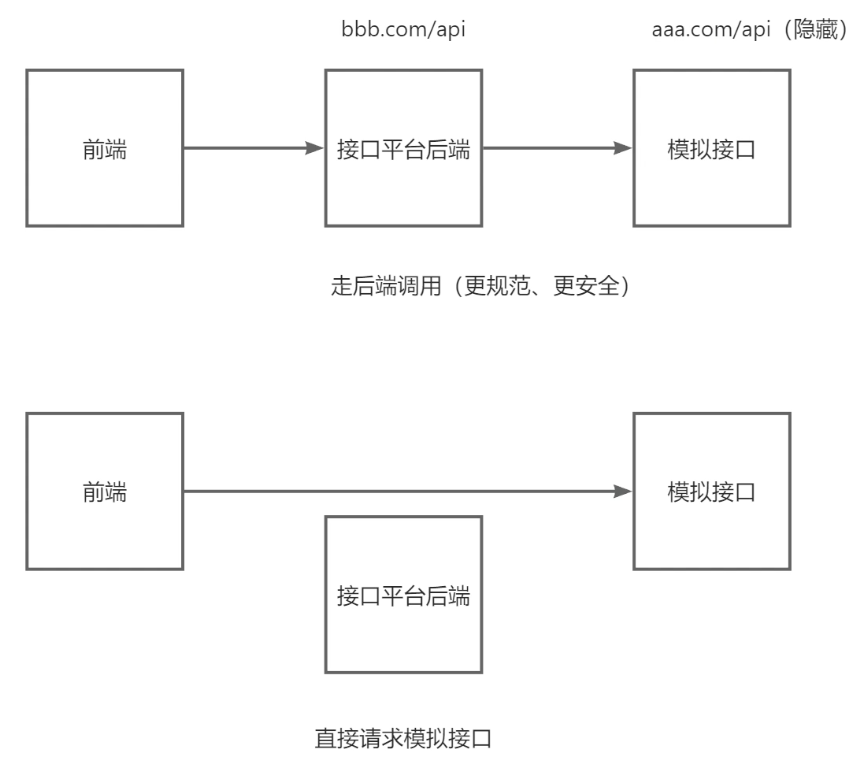 bbb.com/api
aaa.com/api（隐藏）
前端
接口平台后端
模拟接口
走后端调用（更规范、更安全）
前端
模拟接口
接口平台后端
直接请求模拟接口